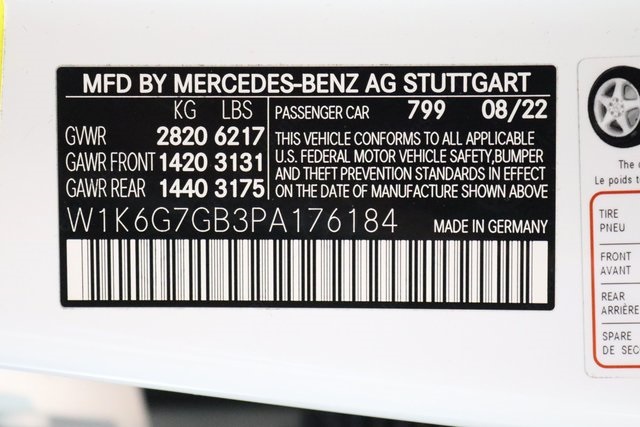 MFD BY MERCEDES-BENZ AG STUTTGART
KG LBS PASSENGER CAR 799 08/22
GVWR 2820 6217
GAWR FRONT 1420 3131
GAWR REAR 1440 3175
THIS VEHICLE CONFORMS TO ALL APPLICABLE
U.S. FEDERAL MOTOR VEHICLE SAFETY,BUMPER
AND THEFT PREVENTION STANDARDS IN EFFECT
ON THE DATE OF MANUFACTURE SHOWN ABOVE
W1K6G7GB3PA176184 MADE IN GERMANY
The
Le poids
TIRE
PNEU
FRONT
AVANT
REAR
ARRIÈRE
SPARE
DE SEC